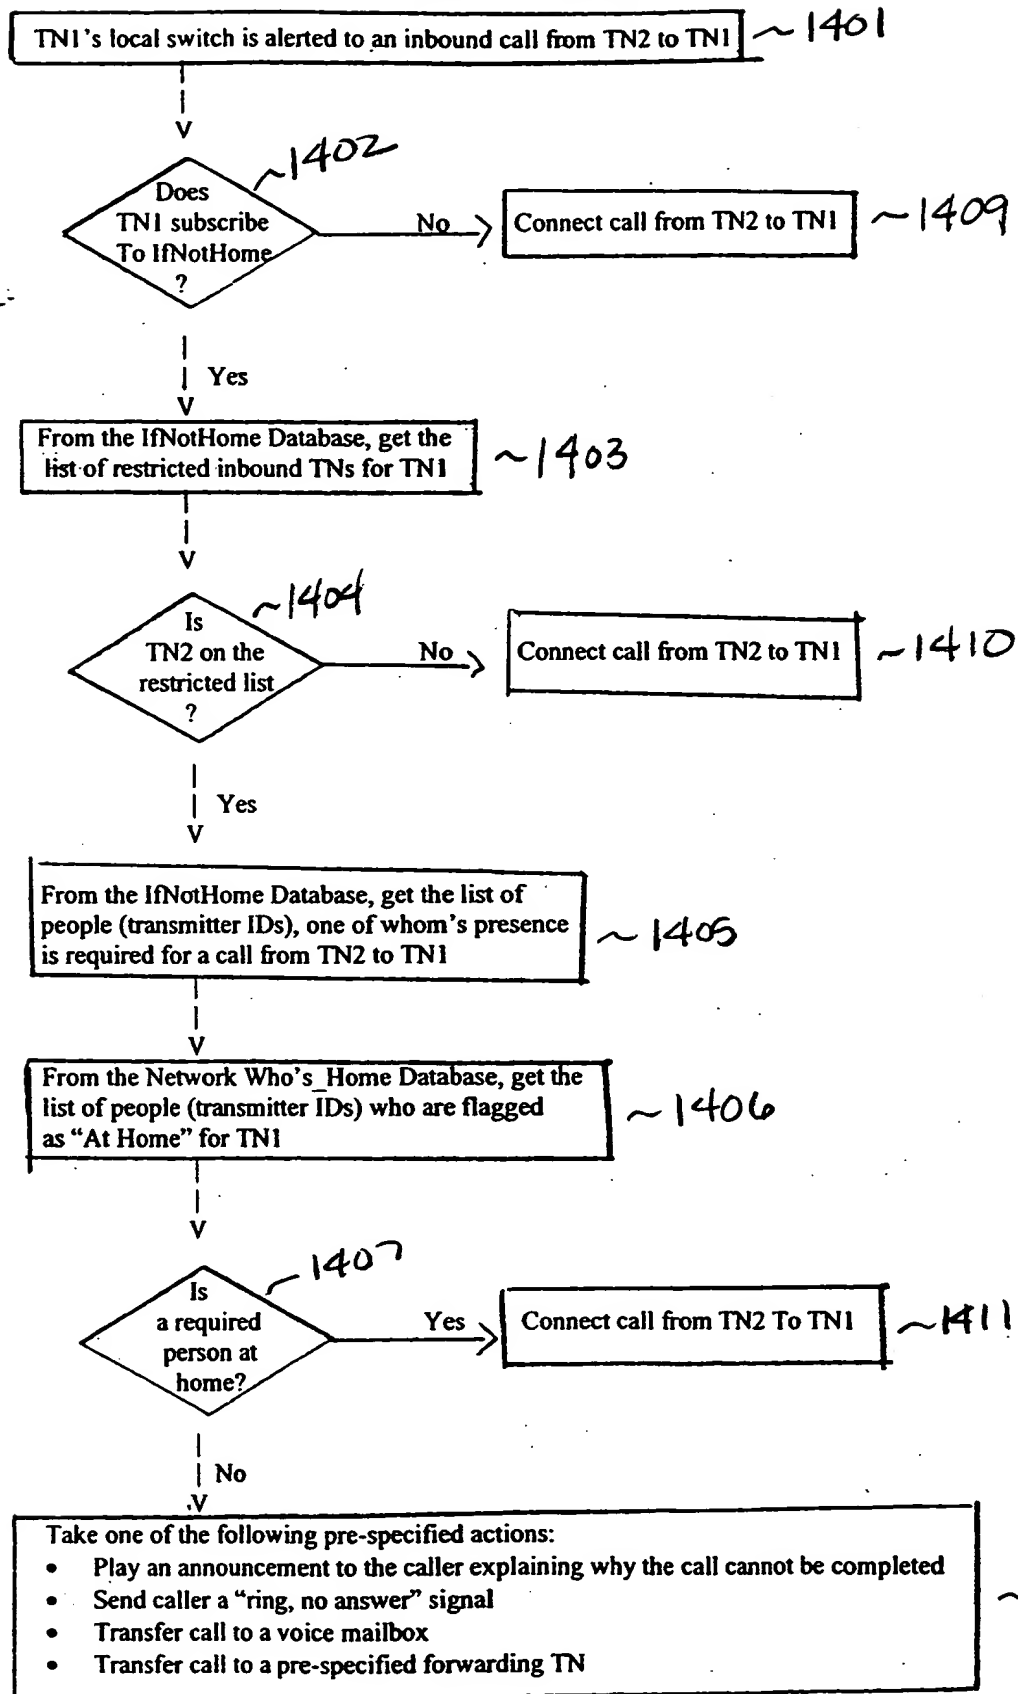 TN1's local switch is alerted to an inbound call from TN2 to TN1 ~1401
V
~1402
Does
TN1 subscribe
To IfNotHome
?
No
Connect call from TN2 to TN1 ~1409
Yes
V
From the IfNotHome Database, get the
list of restricted inbound TNs for TN1
~1403
V
~1404
Is
TN2 on the
restricted list
?
No
Connect call from TN2 to TN1 ~1410
Yes
V
From the IfNotHome Database, get the list of
people (transmitter IDs), one of whom's presence
is required for a call from TN2 to TN1
~1405
V
From the Network Who's_Home Database, get the
list of people (transmitter IDs) who are flagged
as "At Home" for TN1
~1406
V
~1407
Is
a required
person at
home?
Yes
Connect call from TN2 To TN1 ~1411
No
V
Take one of the following pre-specified actions:
• Play an announcement to the caller explaining why the call cannot be completed
• Send caller a "ring, no answer" signal
• Transfer call to a voice mailbox
• Transfer call to a pre-specified forwarding TN
~